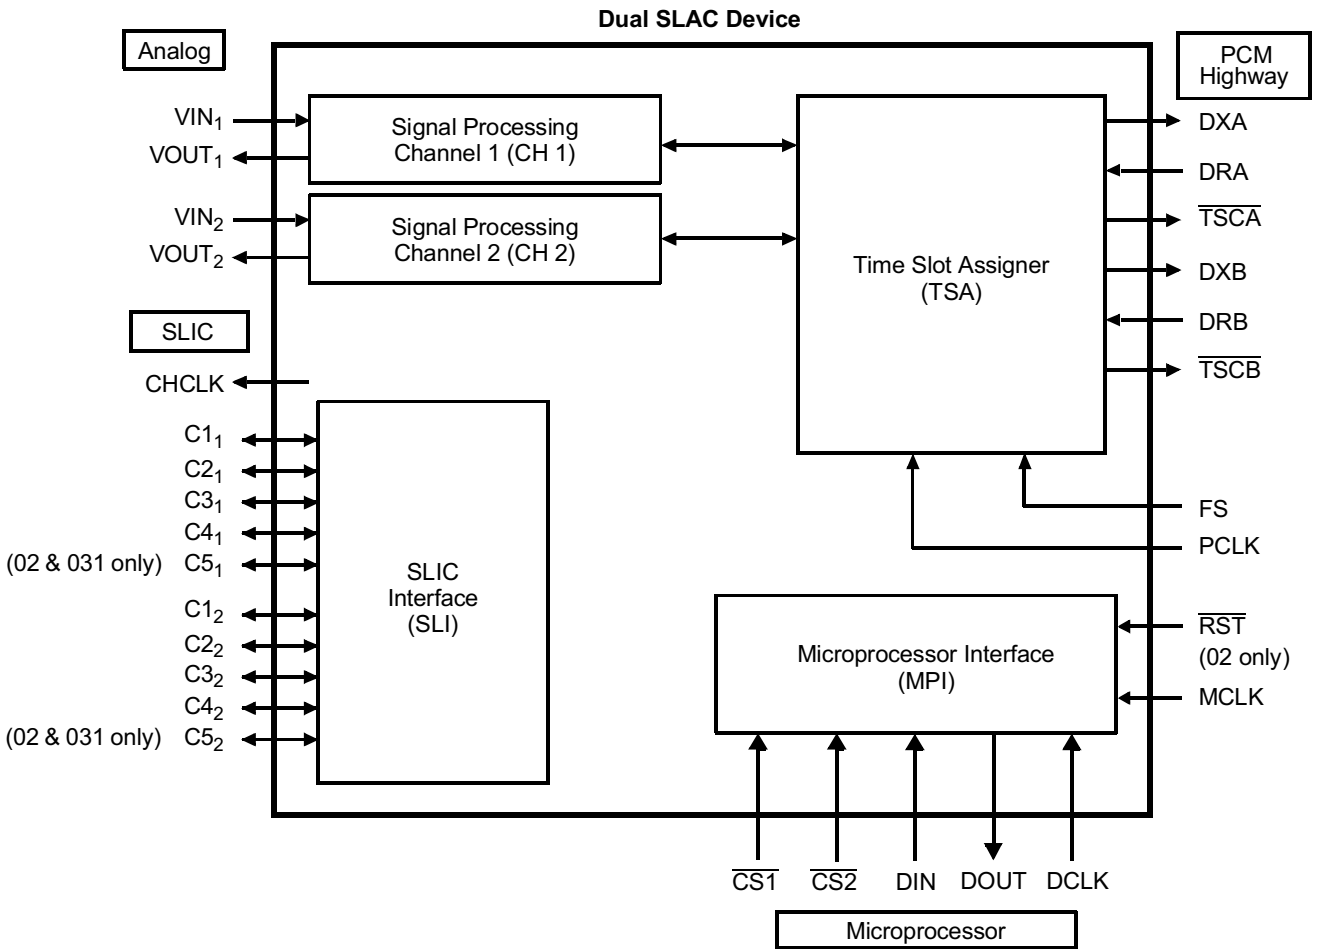 Dual SLAC Device
Analog
PCM
Highway
VIN1
VOUT1
VIN2
VOUT2
Signal Processing
Channel 1 (CH 1)
Signal Processing
Channel 2 (CH 2)
Time Slot Assigner
(TSA)
DXA
DRA
TSCA
DXB
DRB
TSCB
FS
PCLK
SLIC
CHCLK
C11
C21
C31
C41
(02 & 031 only) C51
C12
C22
C32
C42
(02 & 031 only) C52
SLIC
Interface
(SLI)
Microprocessor Interface
(MPI)
RST
(02 only)
MCLK
CS1 CS2 DIN DOUT DCLK
Microprocessor